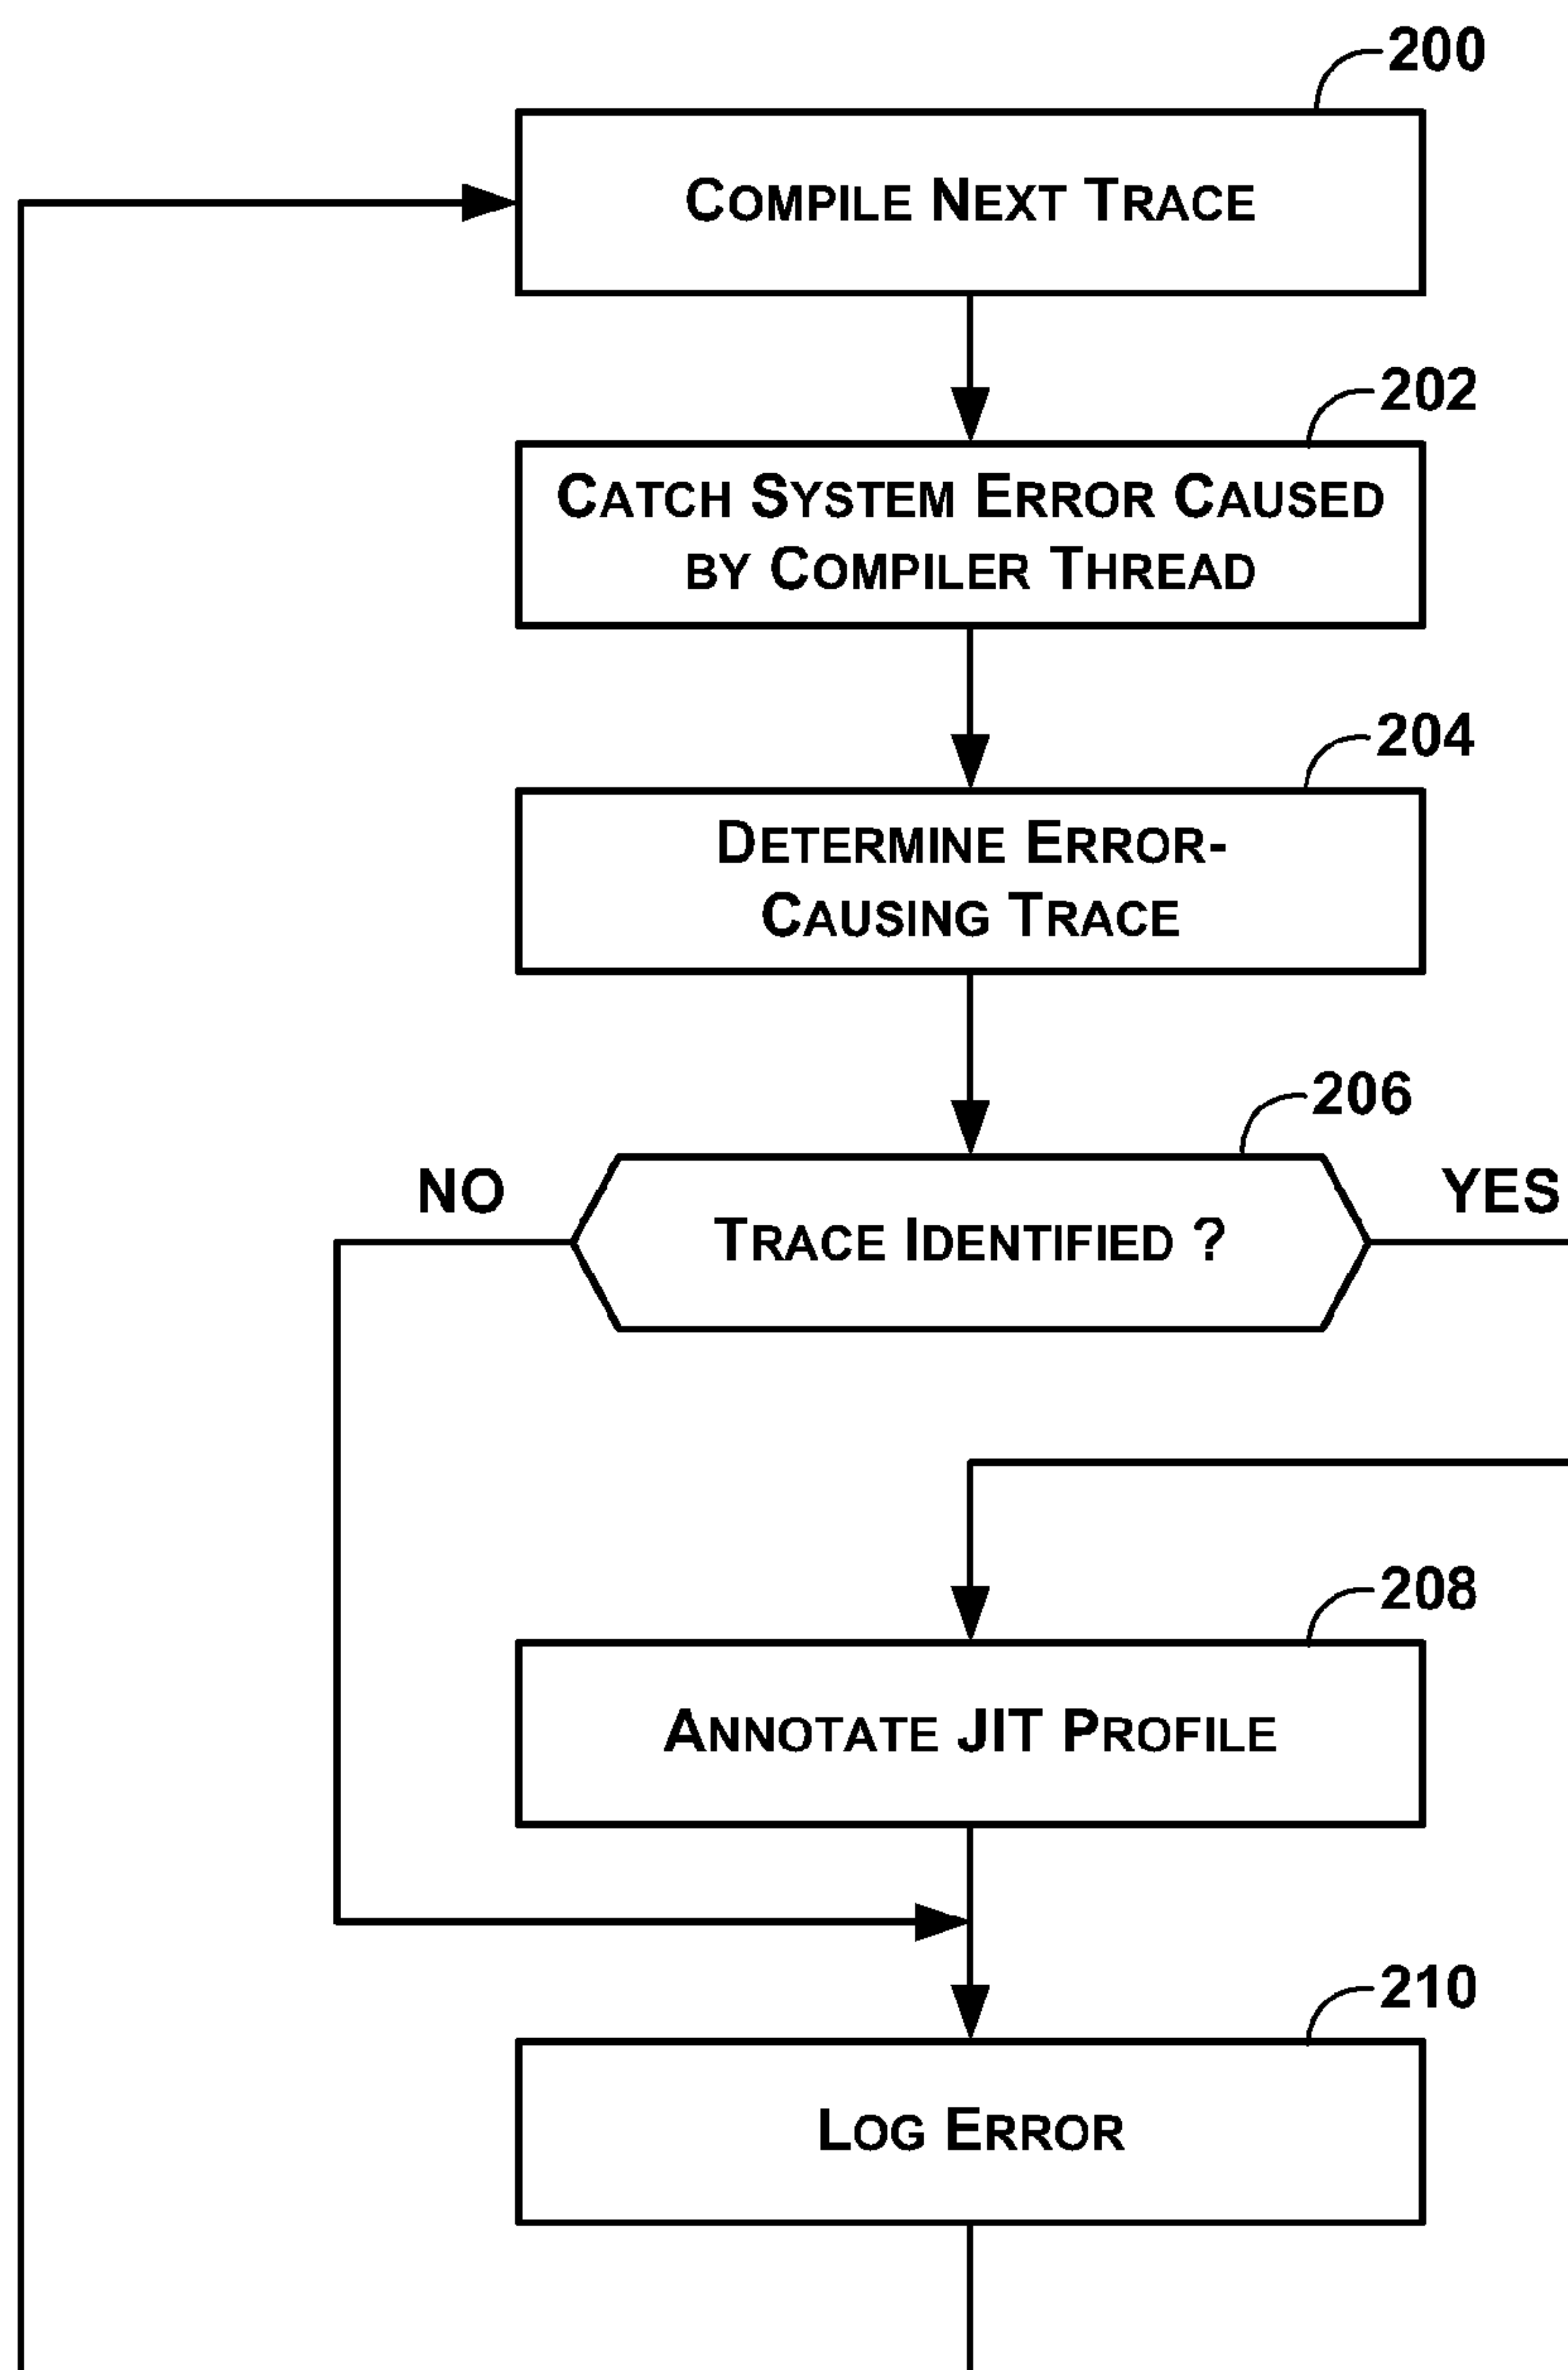 200
COMPILE NEXT TRACE
202
CATCH SYSTEM ERROR CAUSED
BY COMPILER THREAD
204
DETERMINE ERROR-
CAUSING TRACE
206
NO
YES
TRACE IDENTIFIED ?
208
ANNOTATE JIT PROFILE
210
LOG ERROR